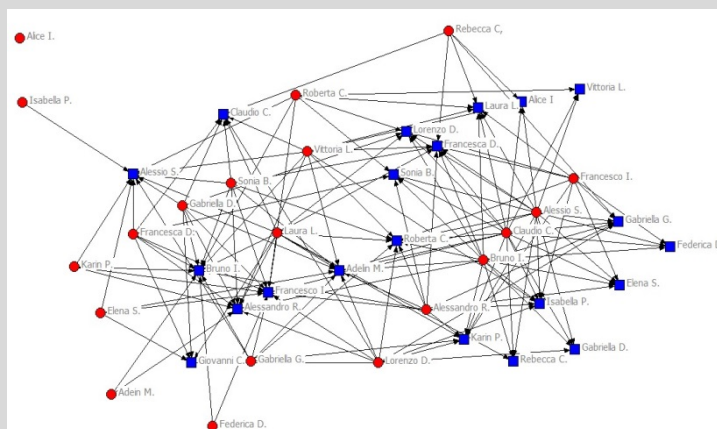 Rebecca C,
Alice I.
Vittoria L.
Roberta C.
Isabella P.
Alice I
Laura L.
Claudio C.
Lorenzo D.
Francesca D.
Vittoria L.
Alessio S.
Sonia B.
Francesco I.
Sonia B.
Gabriella D.
Alessio S.
Gabriella G.
Francesca D.
Laura L.
Claudio C.
Roberta C.
Federica D
Bruno I.
Karin P.
Bruno I.
Adein M.
Elena S.
Francesco I.
Isabella P.
Alessandro R.
Alessandro R.
Elena S.
Karin P.
Gabriella D.
Giovanni C.
Gabriella G.
Lorenzo D.
Rebecca C.
Adein M.
Federica D.